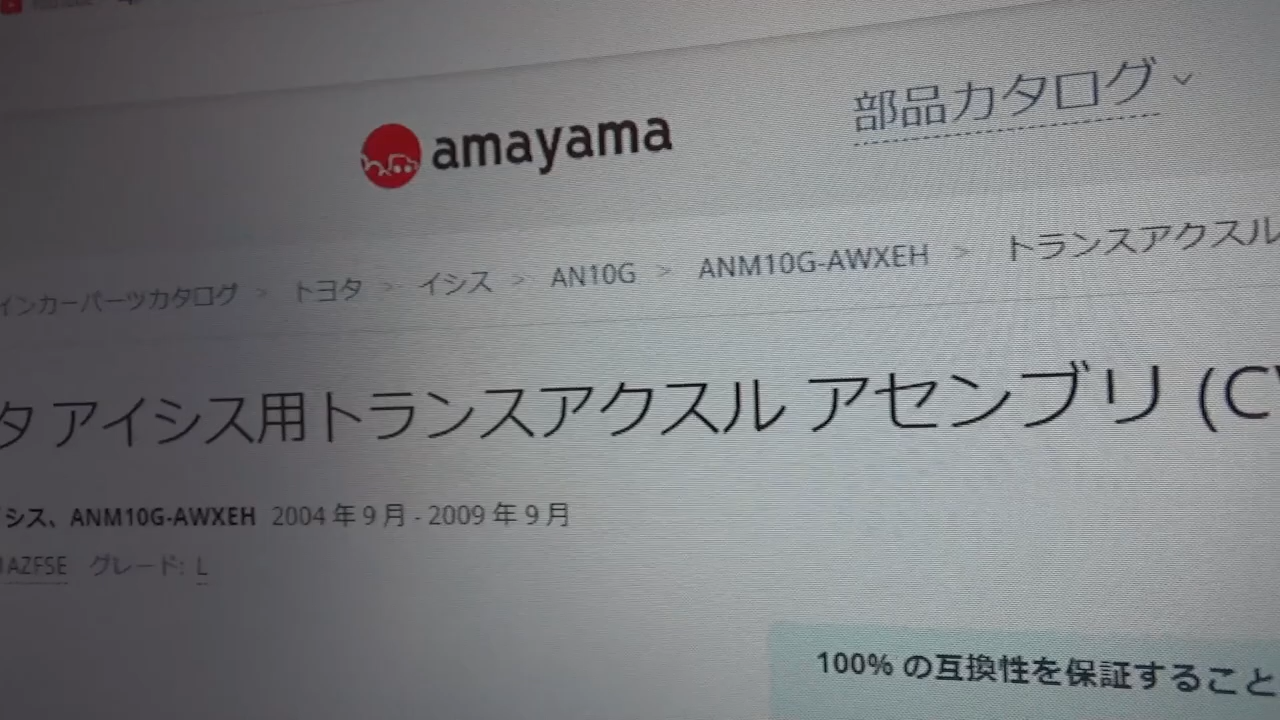 amayama
部品カタログ
インカーパーツカタログ > トヨタ > イシス > AN10G > ANM10G-AWXEH > トランスアクスル
タ アイシス用トランスアクスル アセンブリ (C
シス、ANM10G-AWXEH 2004 年 9 月 - 2009 年 9 月
1AZFSE グレード: L
100% の互換性を保証すること